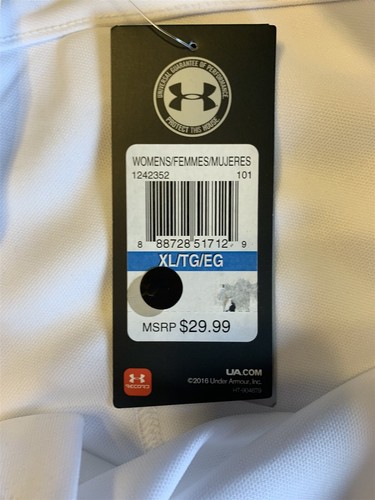 UNIVERSAL GUARANTEE OF PERFORMANCE
PROTECT THIS HOUSE.
WOMENS/FEMMES/MUJERES
1242352 101
8 88728 51712 9
XL/TG/EG
MSRP $29.99
RECORD
UA.COM
©2016 Under Armour, Inc.